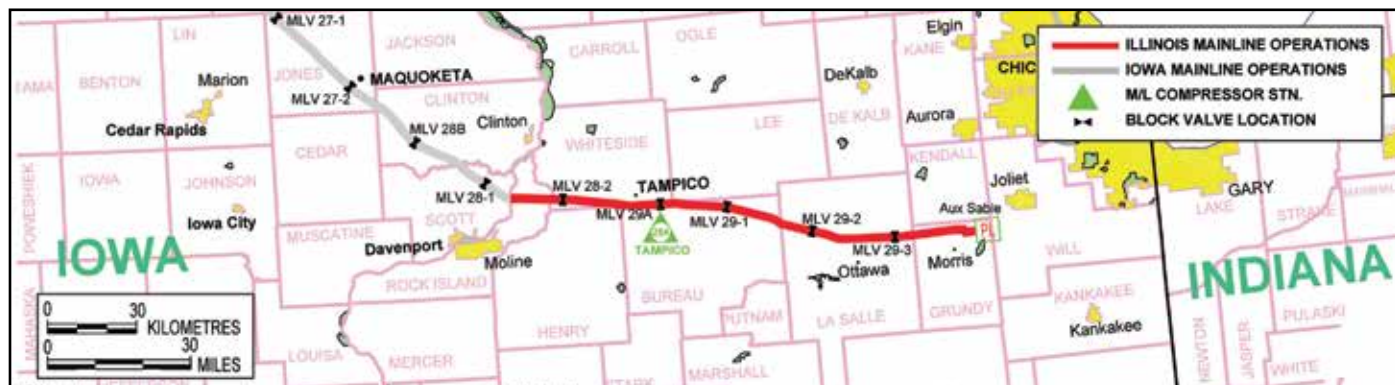 MLV 27-1
LIN
JACKSON
CARROLL
OGLE
KANE
Elgin
ILLINOIS MAINLINE OPERATIONS
IOWA MAINLINE OPERATIONS
M/L COMPRESSOR STN.
BLOCK VALVE LOCATION
TAMA
BENTON
Marion
JONES
MAQUOKETA
MLV 27-2
DeKalb
DE KALB
CHIC
Cedar Rapids
CLINTON
MLV 28B
Clinton
WHITESIDE
LEE
Aurora
KENDALL
CEDAR
POVESHIEK
IOWA
JOHNSON
Iowa City
MLV 28-1
MLV 28-2
TAMPICO
MLV 29A
MLV 29-1
MLV 29-2
MLV 29-3
Aux Sable
PL
Joliet
GARY
LAKE
SCOTT
MUSCATINE
Davenport
Moline
TAMPICO
Ottawa
Morris
WILL
IOWA
INDIANA
ROCK ISLAND
BUREAU
PUTNAM
LA SALLE
GRUNDY
KANKAKEE
Kankakee
MAHASKA
0 30
KILOMETRES
0 30
MILES
HENRY
LOUISA
MERCER
MARSHALL
NEWTON
JASPER
PULASKI
WHITE